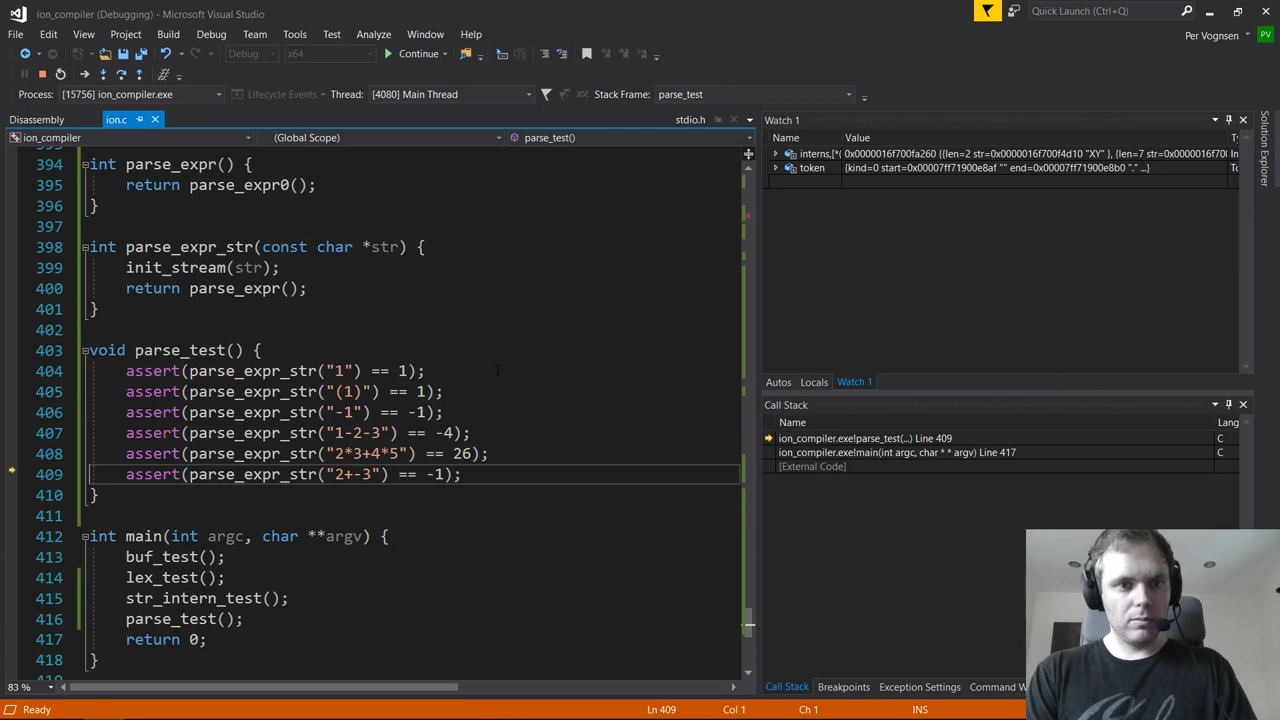 ion_compiler (Debugging) - Microsoft Visual Studio
Quick Launch (Ctrl+Q)
File Edit View Project Build Debug Team Tools Test Analyze Window Help
Per Vognsen PV
Debug x64 Continue
Process: [15756] ion_compiler.exe Lifecycle Events Thread: [4080] Main Thread Stack Frame: parse_test
Disassembly ion.c stdio.h
ion_compiler (Global Scope) parse_test()
394 int parse_expr() {
395 return parse_expr0();
396 }
397
398 int parse_expr_str(const char *str) {
399 init_stream(str);
400 return parse_expr();
401 }
402
403 void parse_test() {
404 assert(parse_expr_str("1") == 1);
405 assert(parse_expr_str("(1)") == 1);
406 assert(parse_expr_str("-1") == -1);
407 assert(parse_expr_str("1-2-3") == -4);
408 assert(parse_expr_str("2*3+4*5") == 26);
409 assert(parse_expr_str("2+-3") == -1);
410 }
411
412 int main(int argc, char **argv) {
413 buf_test();
414 lex_test();
415 str_intern_test();
416 parse_test();
417 return 0;
418 }
83 %
Watch 1
Name Value Ty
interns,[*( 0x0000016f700fa260 {{len=2 str=0x0000016f700f4d10 "XY" }, {len=7 str=0x0000016f700 In
token {kind=0 start=0x00007ff71900e8af "" end=0x00007ff71900e8b0 "." ...} To
Autos Locals Watch 1
Call Stack
Name Lang
ion_compiler.exe!parse_test(...) Line 409 C
ion_compiler.exe!main(int argc, char * * argv) Line 417 C
[External Code]
Call Stack Breakpoints Exception Settings Command W
Solution Explorer
Ready Ln 409 Col 1 Ch 1 INS